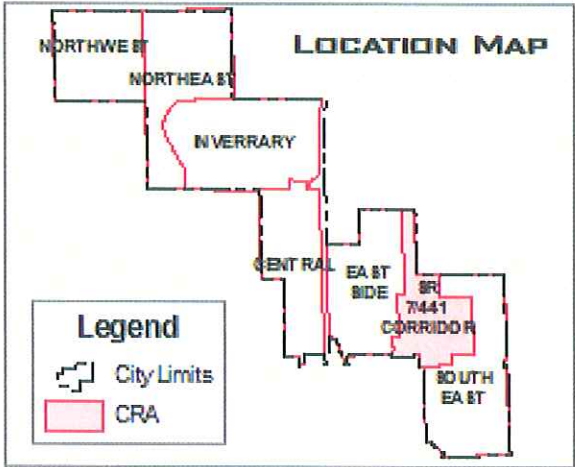 LOCATION MAP
NORTHWEST
NORTHEAST
INVERRARY
CENTRAL
EAST
SIDE
SR
7/441
CORRIDOR
SOUTH
EAST
Legend
City Limits
CRA